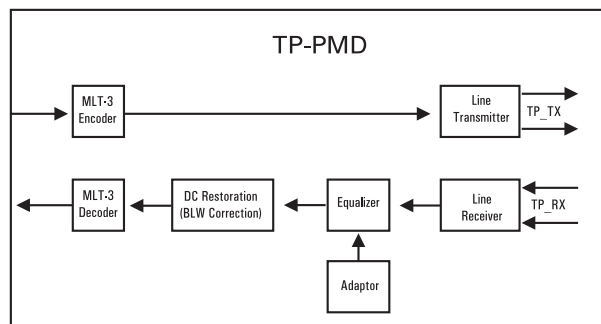 TP-PMD
MLT-3
Encoder
Line
Transmitter
TP_TX
MLT-3
Decoder
DC Restoration
(BLW Correction)
Equalizer
Line
Receiver
TP_RX
Adaptor